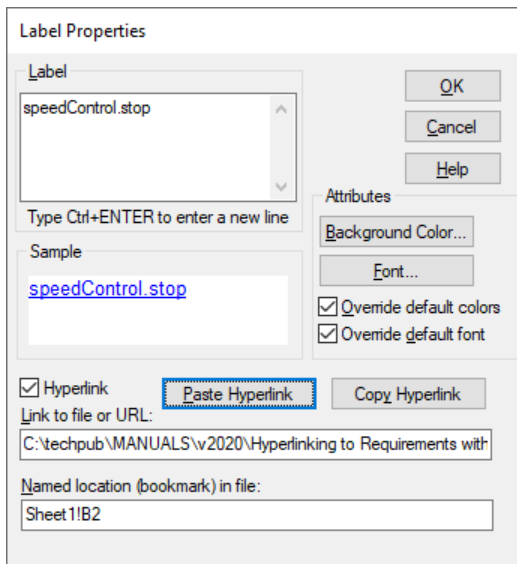 Label Properties
Label
OK
speedControl.stop
Cancel
Help
Type Ctrl+ENTER to enter a new line
Attributes
Background Color...
Sample
speedControl.stop
Font...
Override default colors
Override default font
Hyperlink
Paste Hyperlink
Copy Hyperlink
Link to file or URL:
C:\techpub\MANUALS\v2020\Hyperlinking to Requirements with
Named location (bookmark) in file:
Sheet1!B2